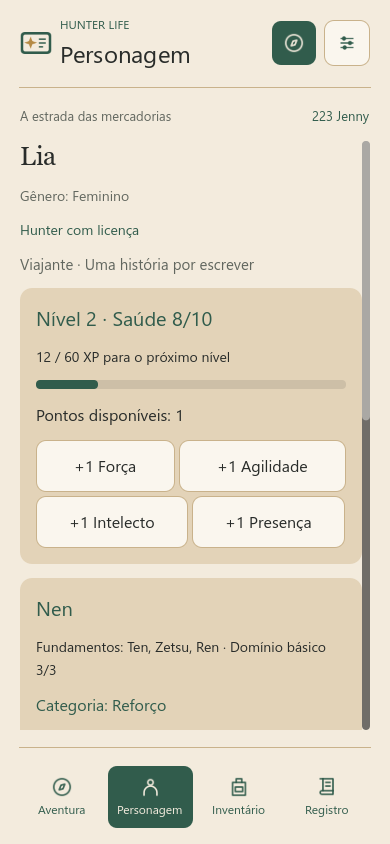 HUNTER LIFE
Personagem
A estrada das mercadorias
223 Jenny
Lia
Gênero: Feminino
Hunter com licença
Viajante · Uma história por escrever
Nível 2 · Saúde 8/10
12 / 60 XP para o próximo nível
Pontos disponíveis: 1
+1 Força
+1 Agilidade
+1 Intelecto
+1 Presença
Nen
Fundamentos: Ten, Zetsu, Ren · Domínio básico
3/3
Categoria: Reforço
Aventura
Personagem
Inventário
Registro